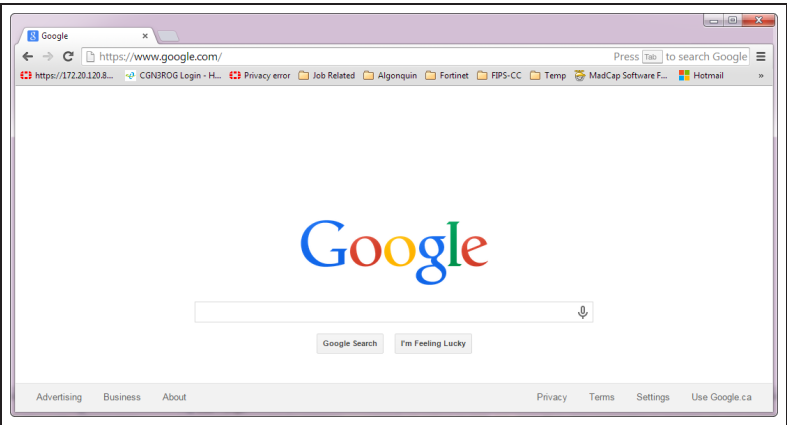 Google
https://www.google.com/ Press Tab to search Google
https://172.20.120.8... CGN3ROG Login - H... Privacy error Job Related Algonquin Fortinet FIPS-CC Temp MadCap Software F... Hotmail »
Google
Google Search I'm Feeling Lucky
Advertising Business About Privacy Terms Settings Use Google.ca